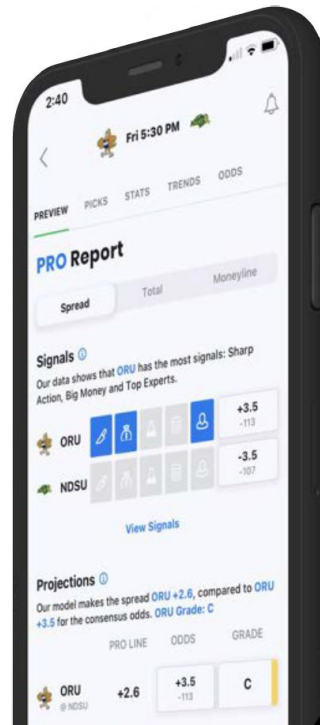 2:40
Fri 5:30 PM
PREVIEW PICKS STATS TRENDS ODDS
PRO Report
Spread Total Moneyline
Signals
Our data shows that ORU has the most signals: Sharp
Action, Big Money and Top Experts.
ORU +3.5
-113
NDSU -3.5
-107
View Signals
Projections
Our model makes the spread ORU +2.6, compared to ORU
+3.5 for the consensus odds. ORU Grade: C
PRO LINE ODDS GRADE
ORU +2.6 +3.5 C
@ NDSU -113